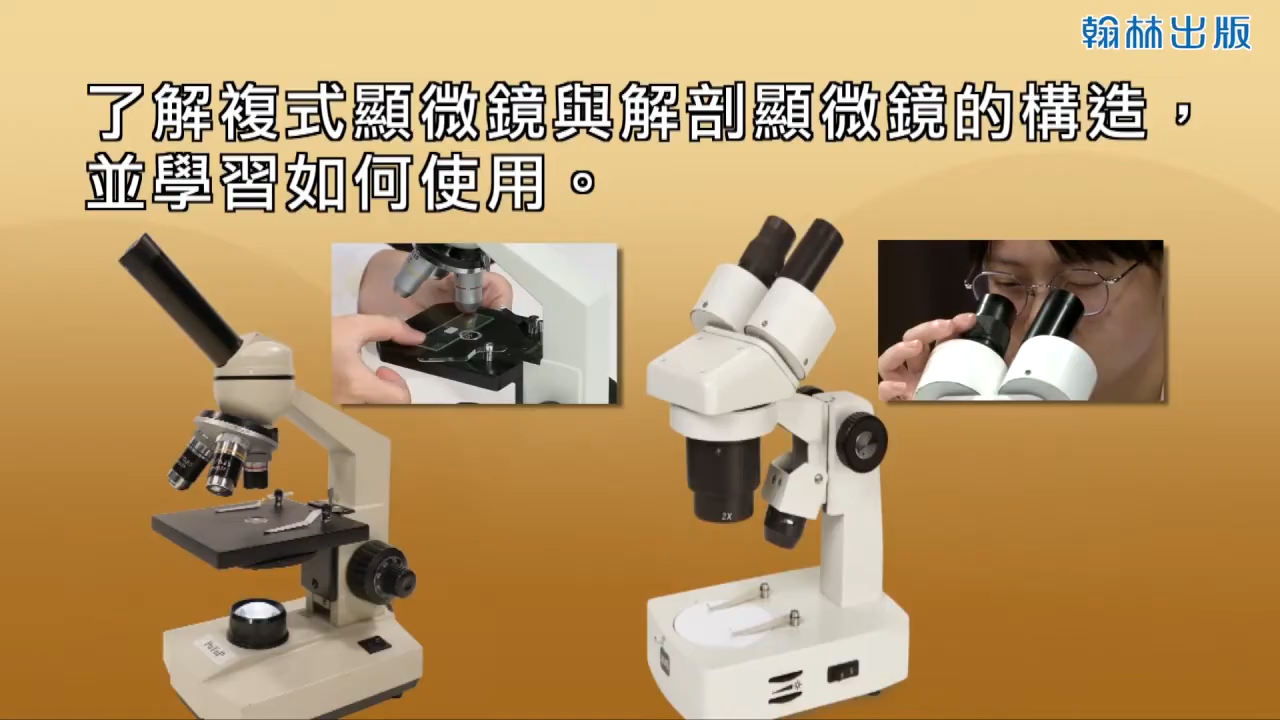 翰林出版
了解複式顯微鏡與解剖顯微鏡的構造，
並學習如何使用。
2X